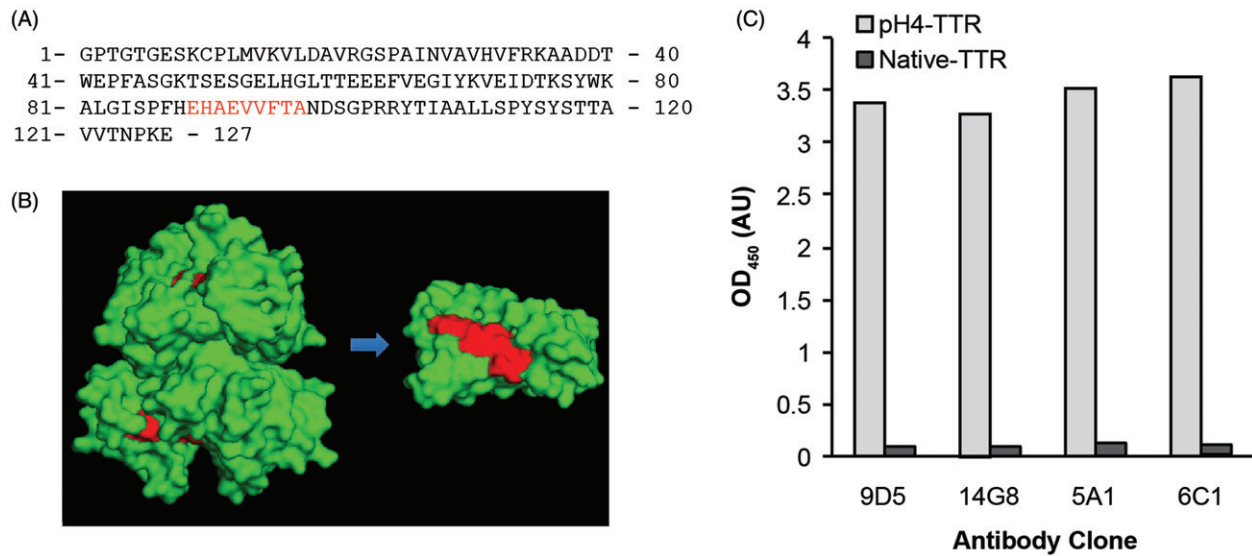 (A)
1- GPTGTGESKCPLMVKVLDAVRGSPAINVAVHVFRKAADDT - 40
41- WEPFASGKTSESGELHGLTTEEEFVEGIYKVEIDTKSYWK - 80
81- ALGISPFHEHAEVVFTANDSGPRRYTIAALLSPYSYSTTA - 120
121- VVTNPKE - 127
(B)
(C)
pH4-TTR
Native-TTR
4
3.5
3
2.5
2
1.5
1
0.5
0
OD450 (AU)
9D5 14G8 5A1 6C1
Antibody Clone